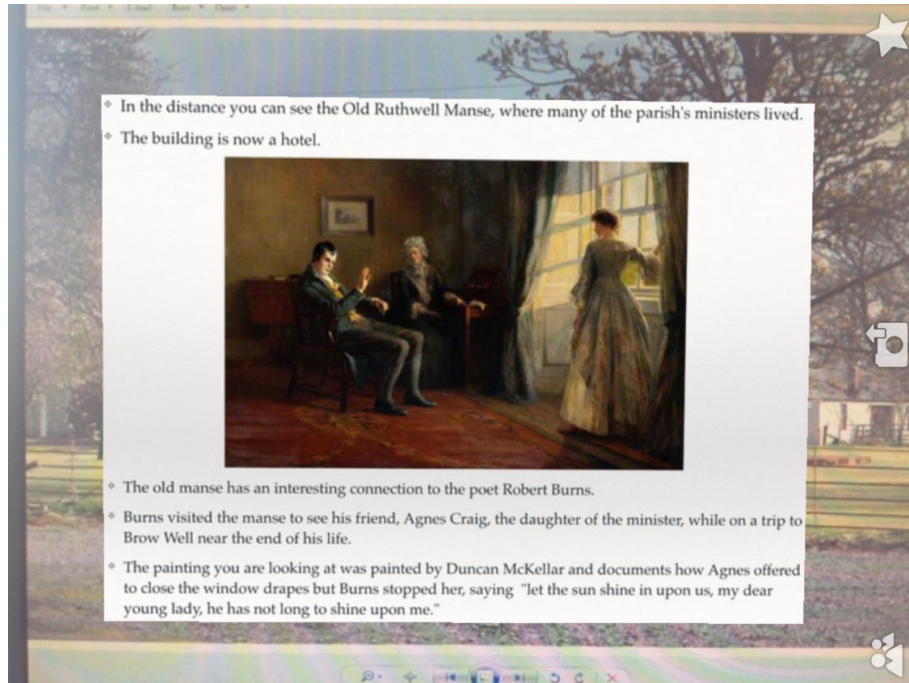 In the distance you can see the Old Ruthwell Manse, where many of the parish's ministers lived.
The building is now a hotel.
The old manse has an interesting connection to the poet Robert Burns.
Burns visited the manse to see his friend, Agnes Craig, the daughter of the minister, while on a trip to
Brow Well near the end of his life.
The painting you are looking at was painted by Duncan McKellar and documents how Agnes offered
to close the window drapes but Burns stopped her, saying "let the sun shine in upon us, my dear
young lady, he has not long to shine upon me."